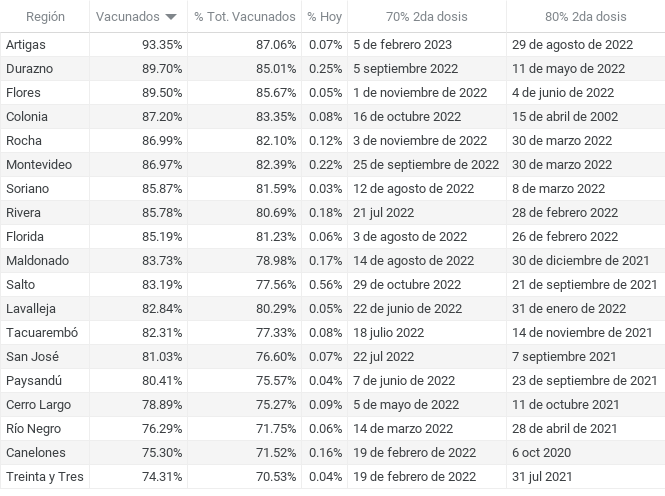 Región Vacunados % Tot. Vacunados % Hoy 70% 2da dosis 80% 2da dosis
Artigas 93.35% 87.06% 0.07% 5 de febrero 2023 29 de agosto de 2022
Durazno 89.70% 85.01% 0.25% 5 septiembre 2022 11 de mayo de 2022
Flores 89.50% 85.67% 0.05% 1 de noviembre de 2022 4 de junio de 2022
Colonia 87.20% 83.35% 0.08% 16 de octubre 2022 15 de abril de 2002
Rocha 86.99% 82.10% 0.12% 3 de noviembre de 2022 30 de marzo 2022
Montevideo 86.97% 82.39% 0.22% 25 de septiembre de 2022 30 de marzo 2022
Soriano 85.87% 81.59% 0.03% 12 de agosto de 2022 8 de marzo 2022
Rivera 85.78% 80.69% 0.18% 21 jul 2022 28 de febrero 2022
Florida 85.19% 81.23% 0.06% 3 de agosto de 2022 26 de febrero 2022
Maldonado 83.73% 78.98% 0.17% 14 de agosto de 2022 30 de diciembre de 2021
Salto 83.19% 77.56% 0.56% 29 de octubre 2022 21 de septiembre de 2021
Lavalleja 82.84% 80.29% 0.05% 22 de junio de 2022 31 de enero de 2022
Tacuarembó 82.31% 77.33% 0.08% 18 julio 2022 14 de noviembre de 2021
San José 81.03% 76.60% 0.07% 22 jul 2022 7 septiembre 2021
Paysandú 80.41% 75.57% 0.04% 7 de junio de 2022 23 de septiembre de 2021
Cerro Largo 78.89% 75.27% 0.09% 5 de mayo de 2022 11 de octubre 2021
Río Negro 76.29% 71.75% 0.06% 14 de marzo 2022 28 de abril de 2021
Canelones 75.30% 71.52% 0.16% 19 de febrero de 2022 6 oct 2020
Treinta y Tres 74.31% 70.53% 0.04% 19 de febrero de 2022 31 jul 2021